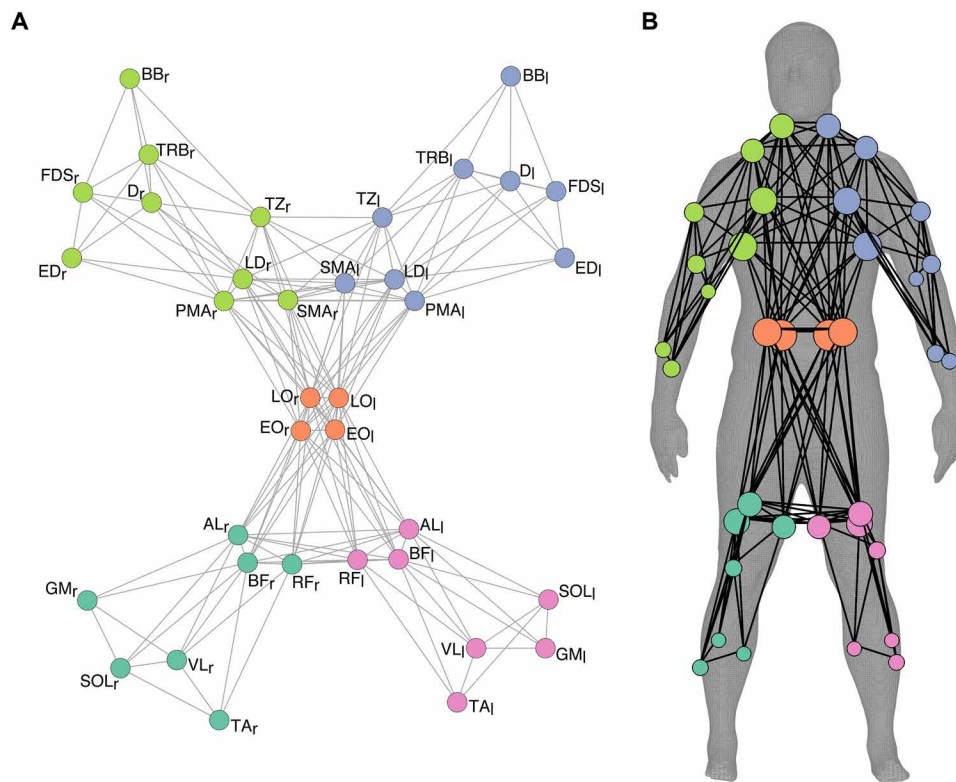 A
B
BBr
BBl
TRBr
TRBl
FDSr
Dr
Dl
FDSl
TZr
TZl
EDr
LDr
SMAl
LDl
EDl
PMAr
SMAr
PMAl
LOr
LOl
EOr
EOl
ALr
ALl
BFr
RFr
RFl
BFl
GMr
SOLl
VLr
VLl
GMl
SOLr
TAr
TAl